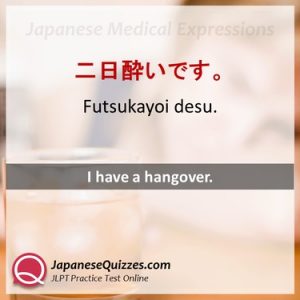 Japanese Medical Expressions
二日酔いです。
Futsukayoi desu.
I have a hangover.
JapaneseQuizzes.com
JLPT Practice Test Online